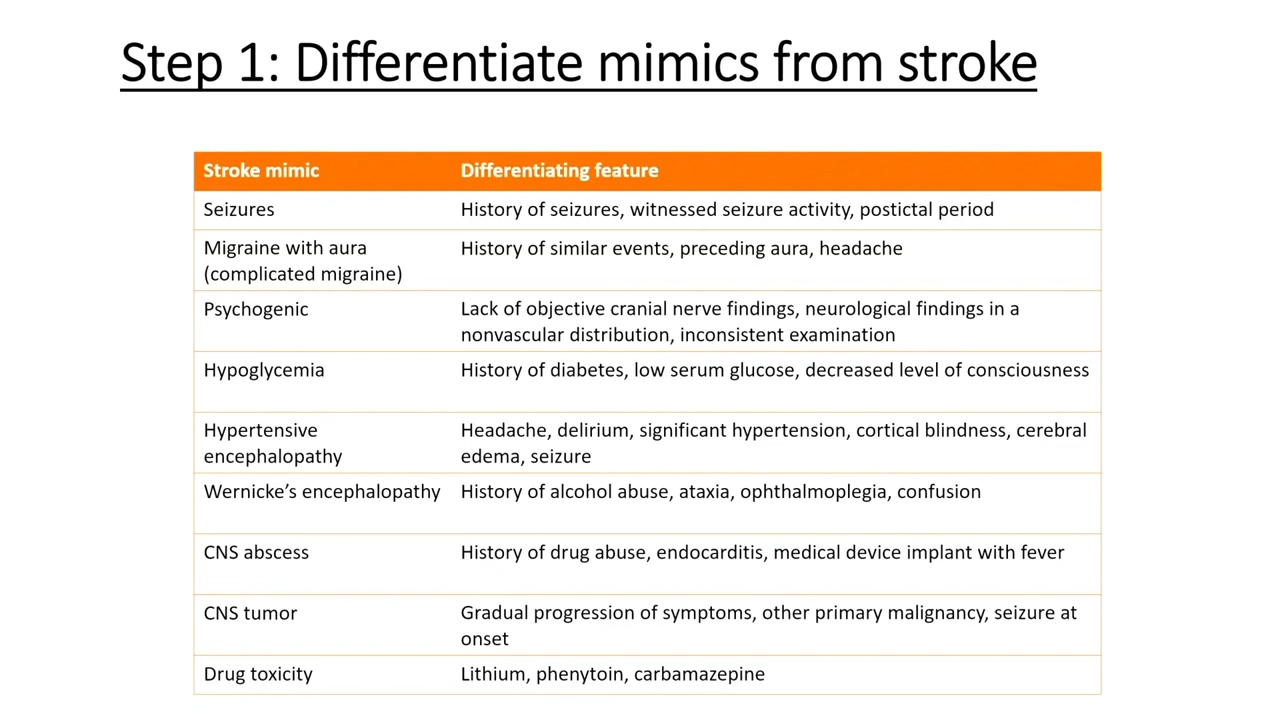 Step 1: Differentiate mimics from stroke
Stroke mimic Differentiating feature
Seizures History of seizures, witnessed seizure activity, postictal period
Migraine with aura History of similar events, preceding aura, headache
(complicated migraine)
Psychogenic Lack of objective cranial nerve findings, neurological findings in a
nonvascular distribution, inconsistent examination
Hypoglycemia History of diabetes, low serum glucose, decreased level of consciousness
Hypertensive Headache, delirium, significant hypertension, cortical blindness, cerebral
encephalopathy edema, seizure
Wernicke’s encephalopathy History of alcohol abuse, ataxia, ophthalmoplegia, confusion
CNS abscess History of drug abuse, endocarditis, medical device implant with fever
CNS tumor Gradual progression of symptoms, other primary malignancy, seizure at
onset
Drug toxicity Lithium, phenytoin, carbamazepine